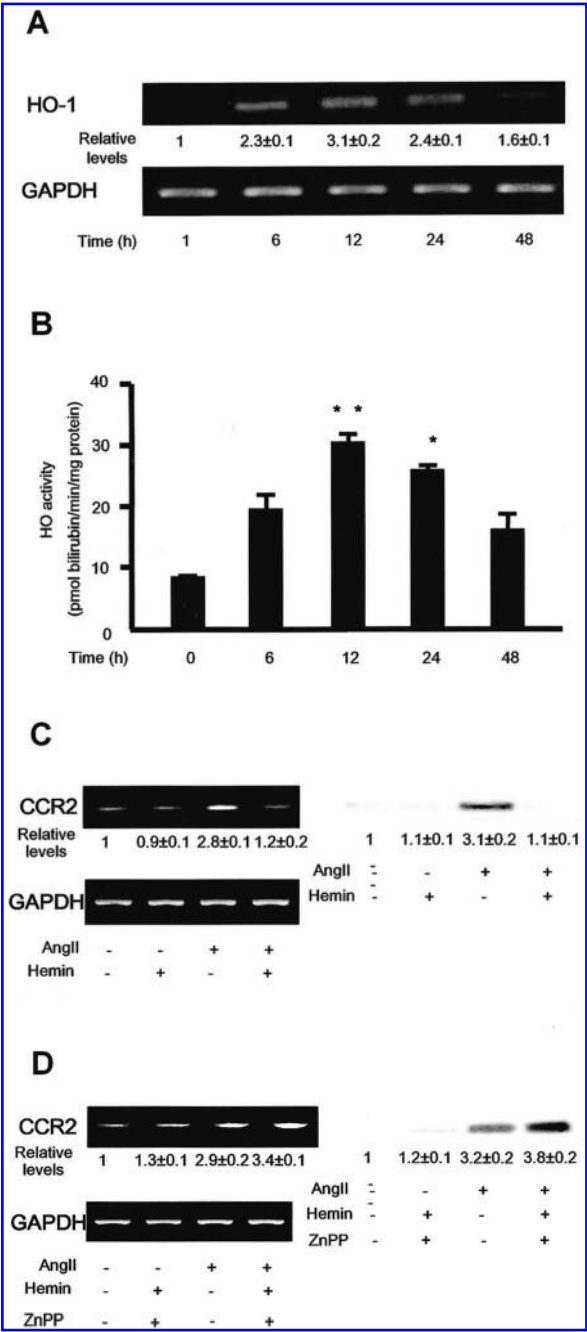 A
HO-1
Relative levels 1 2.3±0.1 3.1±0.2 2.4±0.1 1.6±0.1
GAPDH
Time (h) 1 6 12 24 48
B
HO activity
(pmol bilirubin/min/mg protein)
40
30
20
10
0
* *
*
Time (h) 0 6 12 24 48
C
CCR2
Relative levels 1 0.9±0.1 2.8±0.1 1.2±0.2
1 1.1±0.1 3.1±0.2 1.1±0.1
AngII - - + +
Hemin - + - +
GAPDH
AngII - - + +
Hemin - + - +
D
CCR2
Relative levels 1 1.3±0.1 2.9±0.2 3.4±0.1
1 1.2±0.1 3.2±0.2 3.8±0.2
AngII - - + +
Hemin - + - +
ZnPP - + - +
GAPDH
AngII - - + +
Hemin - + - +
ZnPP - + - +